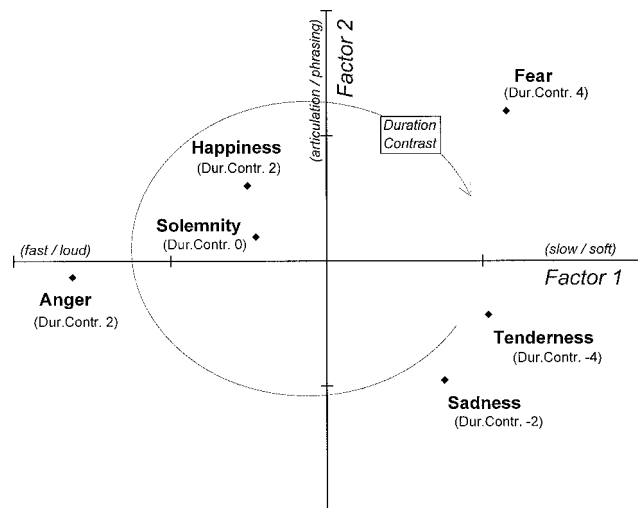 (articulation / phrasing)
Factor 2
Fear
(Dur.Contr. 4)
Duration
Contrast
Happiness
(Dur.Contr. 2)
Solemnity
(Dur.Contr. 0)
(fast / loud)
(slow / soft)
Factor 1
Anger
(Dur.Contr. 2)
Tenderness
(Dur.Contr. -4)
Sadness
(Dur.Contr. -2)